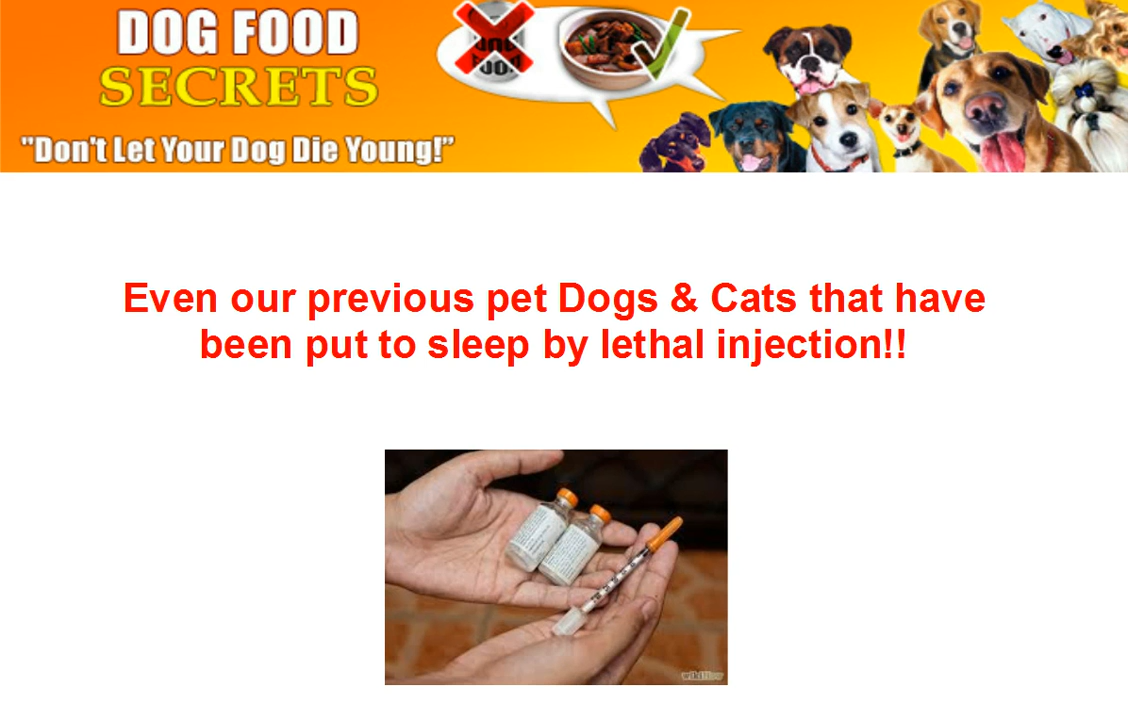 DOG FOOD
SECRETS
"Don't Let Your Dog Die Young!"
Even our previous pet Dogs & Cats that have
been put to sleep by lethal injection!!
wikiHow